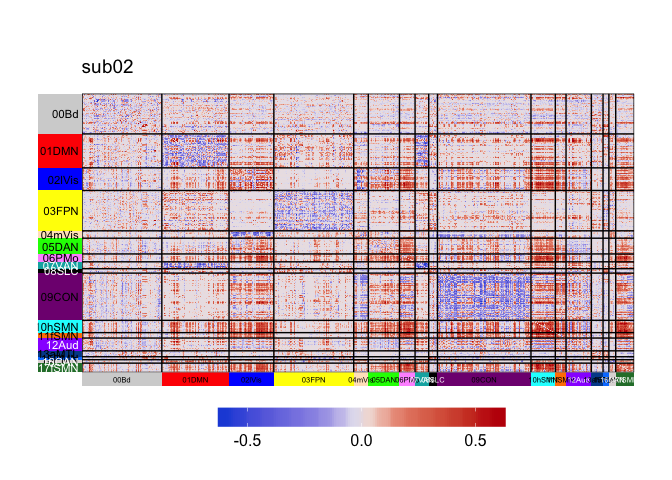 sub02
00Bd
01DMN
02Vis
03FPN
04mVis
05DAN
06PMo
07VAN
08SLC
09CON
10hSMN
12Aud
17fSMN
00Bd 01DMN 02Vis 03FPN 04mVis 05DAN 09CON 12Aud
-0.5 0.0 0.5